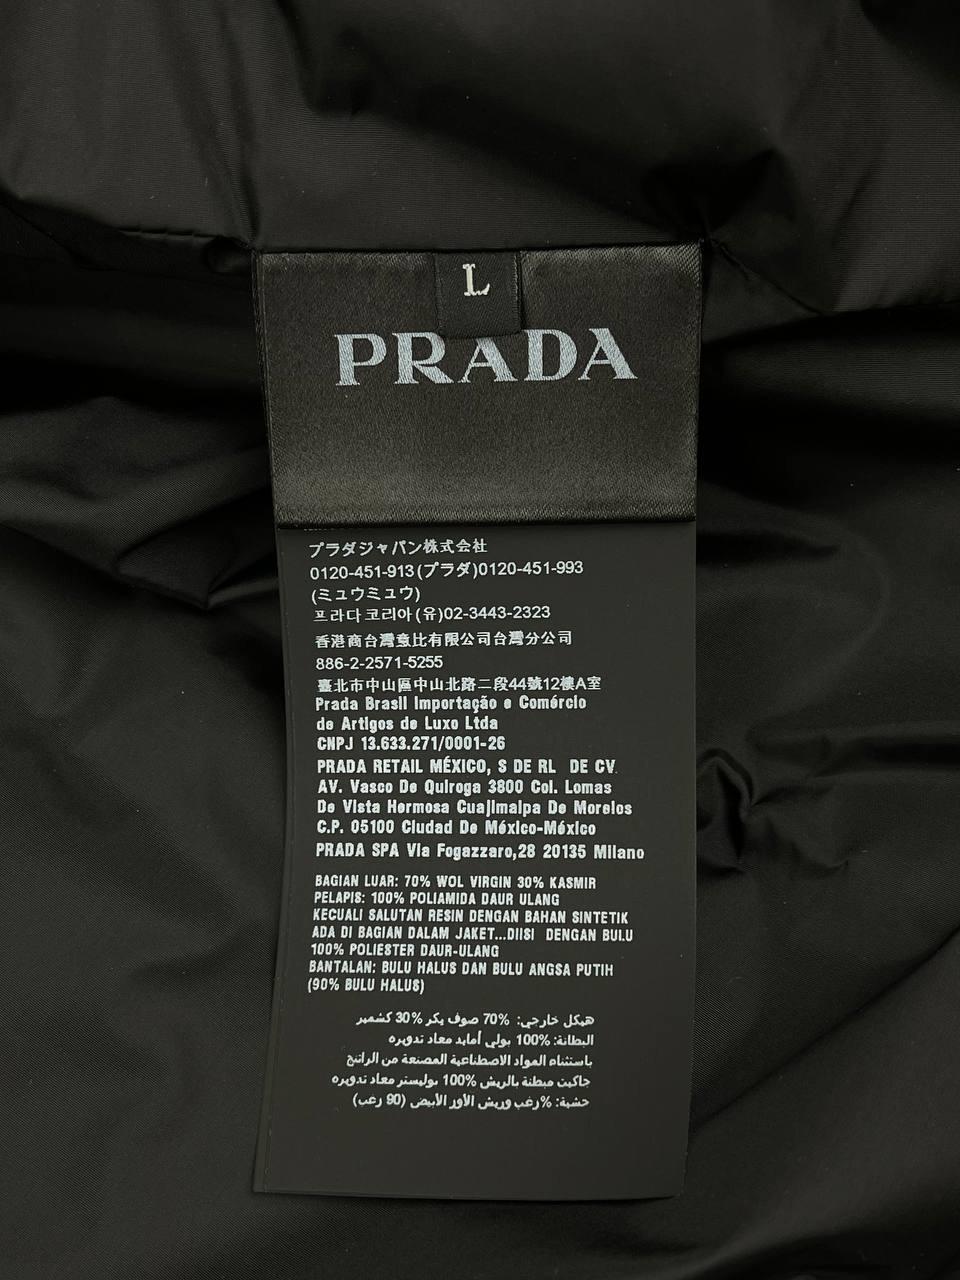 L
PRADA
プラダジャパン株式会社
0120-451-913(プラダ)0120-451-993
(ミュウミュウ)
프라다코리아(유)02-3443-2323
香港商台灣意比有限公司台灣分公司
886-2-2571-5255
臺北市中山區中山北路二段44號12樓A室
Prada Brasil Importação e Comércio
de Artigos de Luxo Ltda
CNPJ 13.633.271/0001-26
PRADA RETAIL MÉXICO, S DE RL DE CV.
AV. Vasco De Quiroga 3800 Col. Lomas
De Vista Hermosa Cuajimalpa De Morelos
C.P. 05100 Ciudad De México-México
PRADA SPA Via Fogazzaro,28 20135 Milano
BAGIAN LUAR: 70% WOL VIRGIN 30% KASMIR
PELAPIS: 100% POLIAMIDA DAUR ULANG
KECUALI SALUTAN RESIN DENGAN BAHAN SINTETIK
ADA DI BAGIAN DALAM JAKET...DIISI DENGAN BULU
100% POLIESTER DAUR-ULANG
BANTALAN: BULU HALUS DAN BULU ANGSA PUTIH
(90% BULU HALUS)
هيكل خارجي: 70% صوف بكر 30% كشمير
البطانة: 100% بولي أمايد معاد تدويره
باستثناء المواد الاصطناعية المصنعة من الراتنج
جاكيت مبطنة بالريش 100% بوليستر معاد تدويره
حشية: %رغب وريش الأور الأبيض (90 رغب)